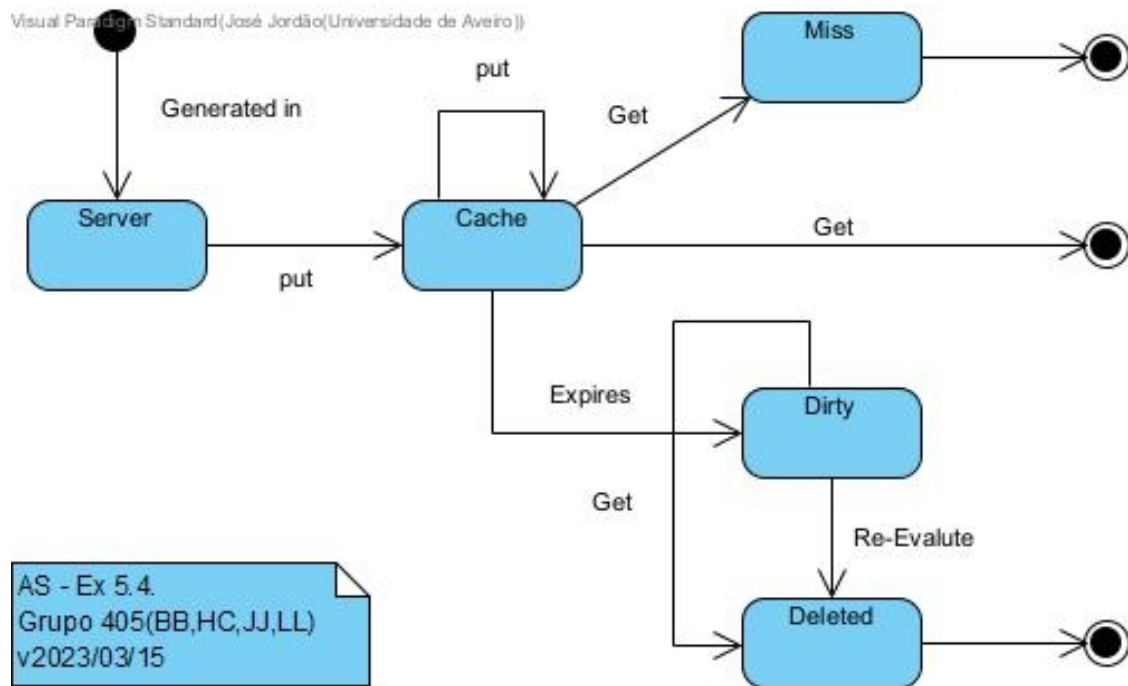 Visual Paradigm Standard(José Jordão(Universidade de Aveiro))
Miss
put
Generated in
Get
Server
Cache
Get
put
Expires
Dirty
Get
Re-Evalute
AS - Ex 5.4.
Grupo 405(BB,HC,JJ,LL)
v2023/03/15
Deleted